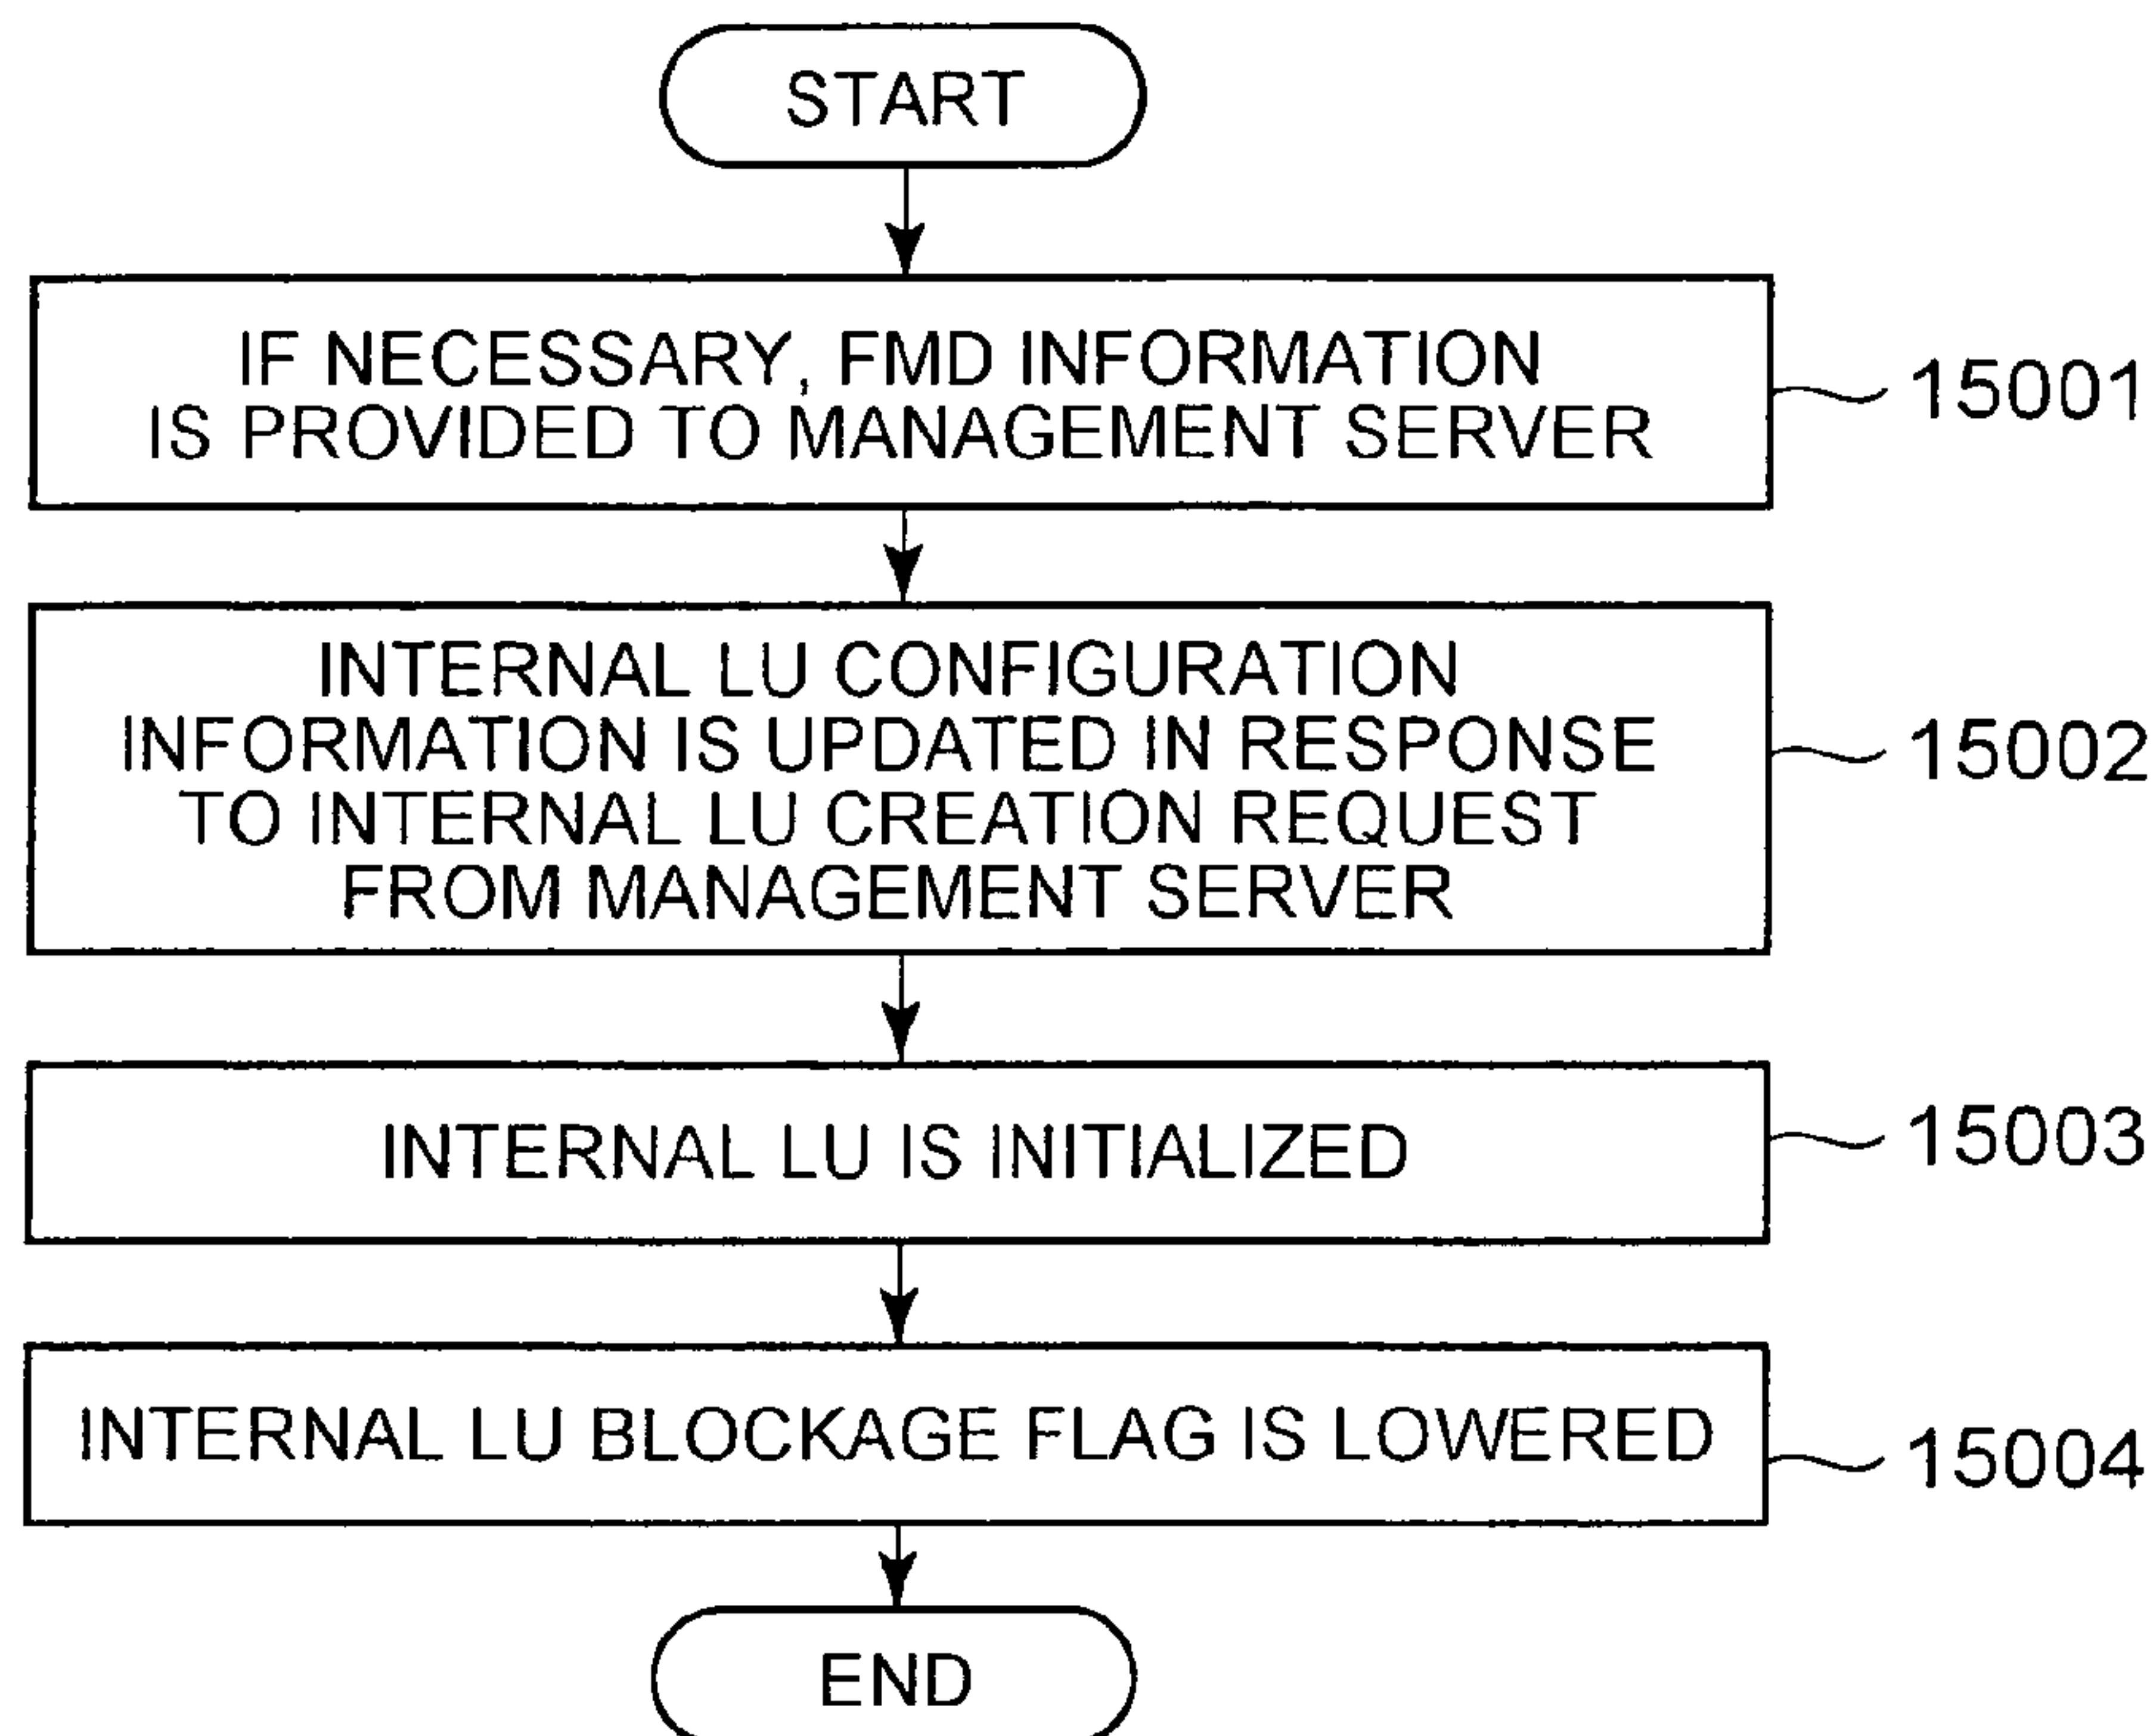 START
IF NECESSARY, FMD INFORMATION
IS PROVIDED TO MANAGEMENT SERVER
15001
INTERNAL LU CONFIGURATION
INFORMATION IS UPDATED IN RESPONSE
TO INTERNAL LU CREATION REQUEST
FROM MANAGEMENT SERVER
15002
INTERNAL LU IS INITIALIZED
15003
INTERNAL LU BLOCKAGE FLAG IS LOWERED
15004
END